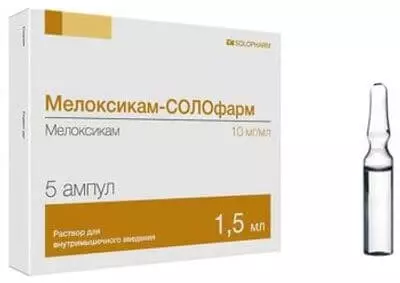 SOLOPHARM
Мелоксикам-СОЛОфарм
Мелоксикам 10 мг/мл
5 ампул
1,5 мл
Раствор для
внутримышечного введения